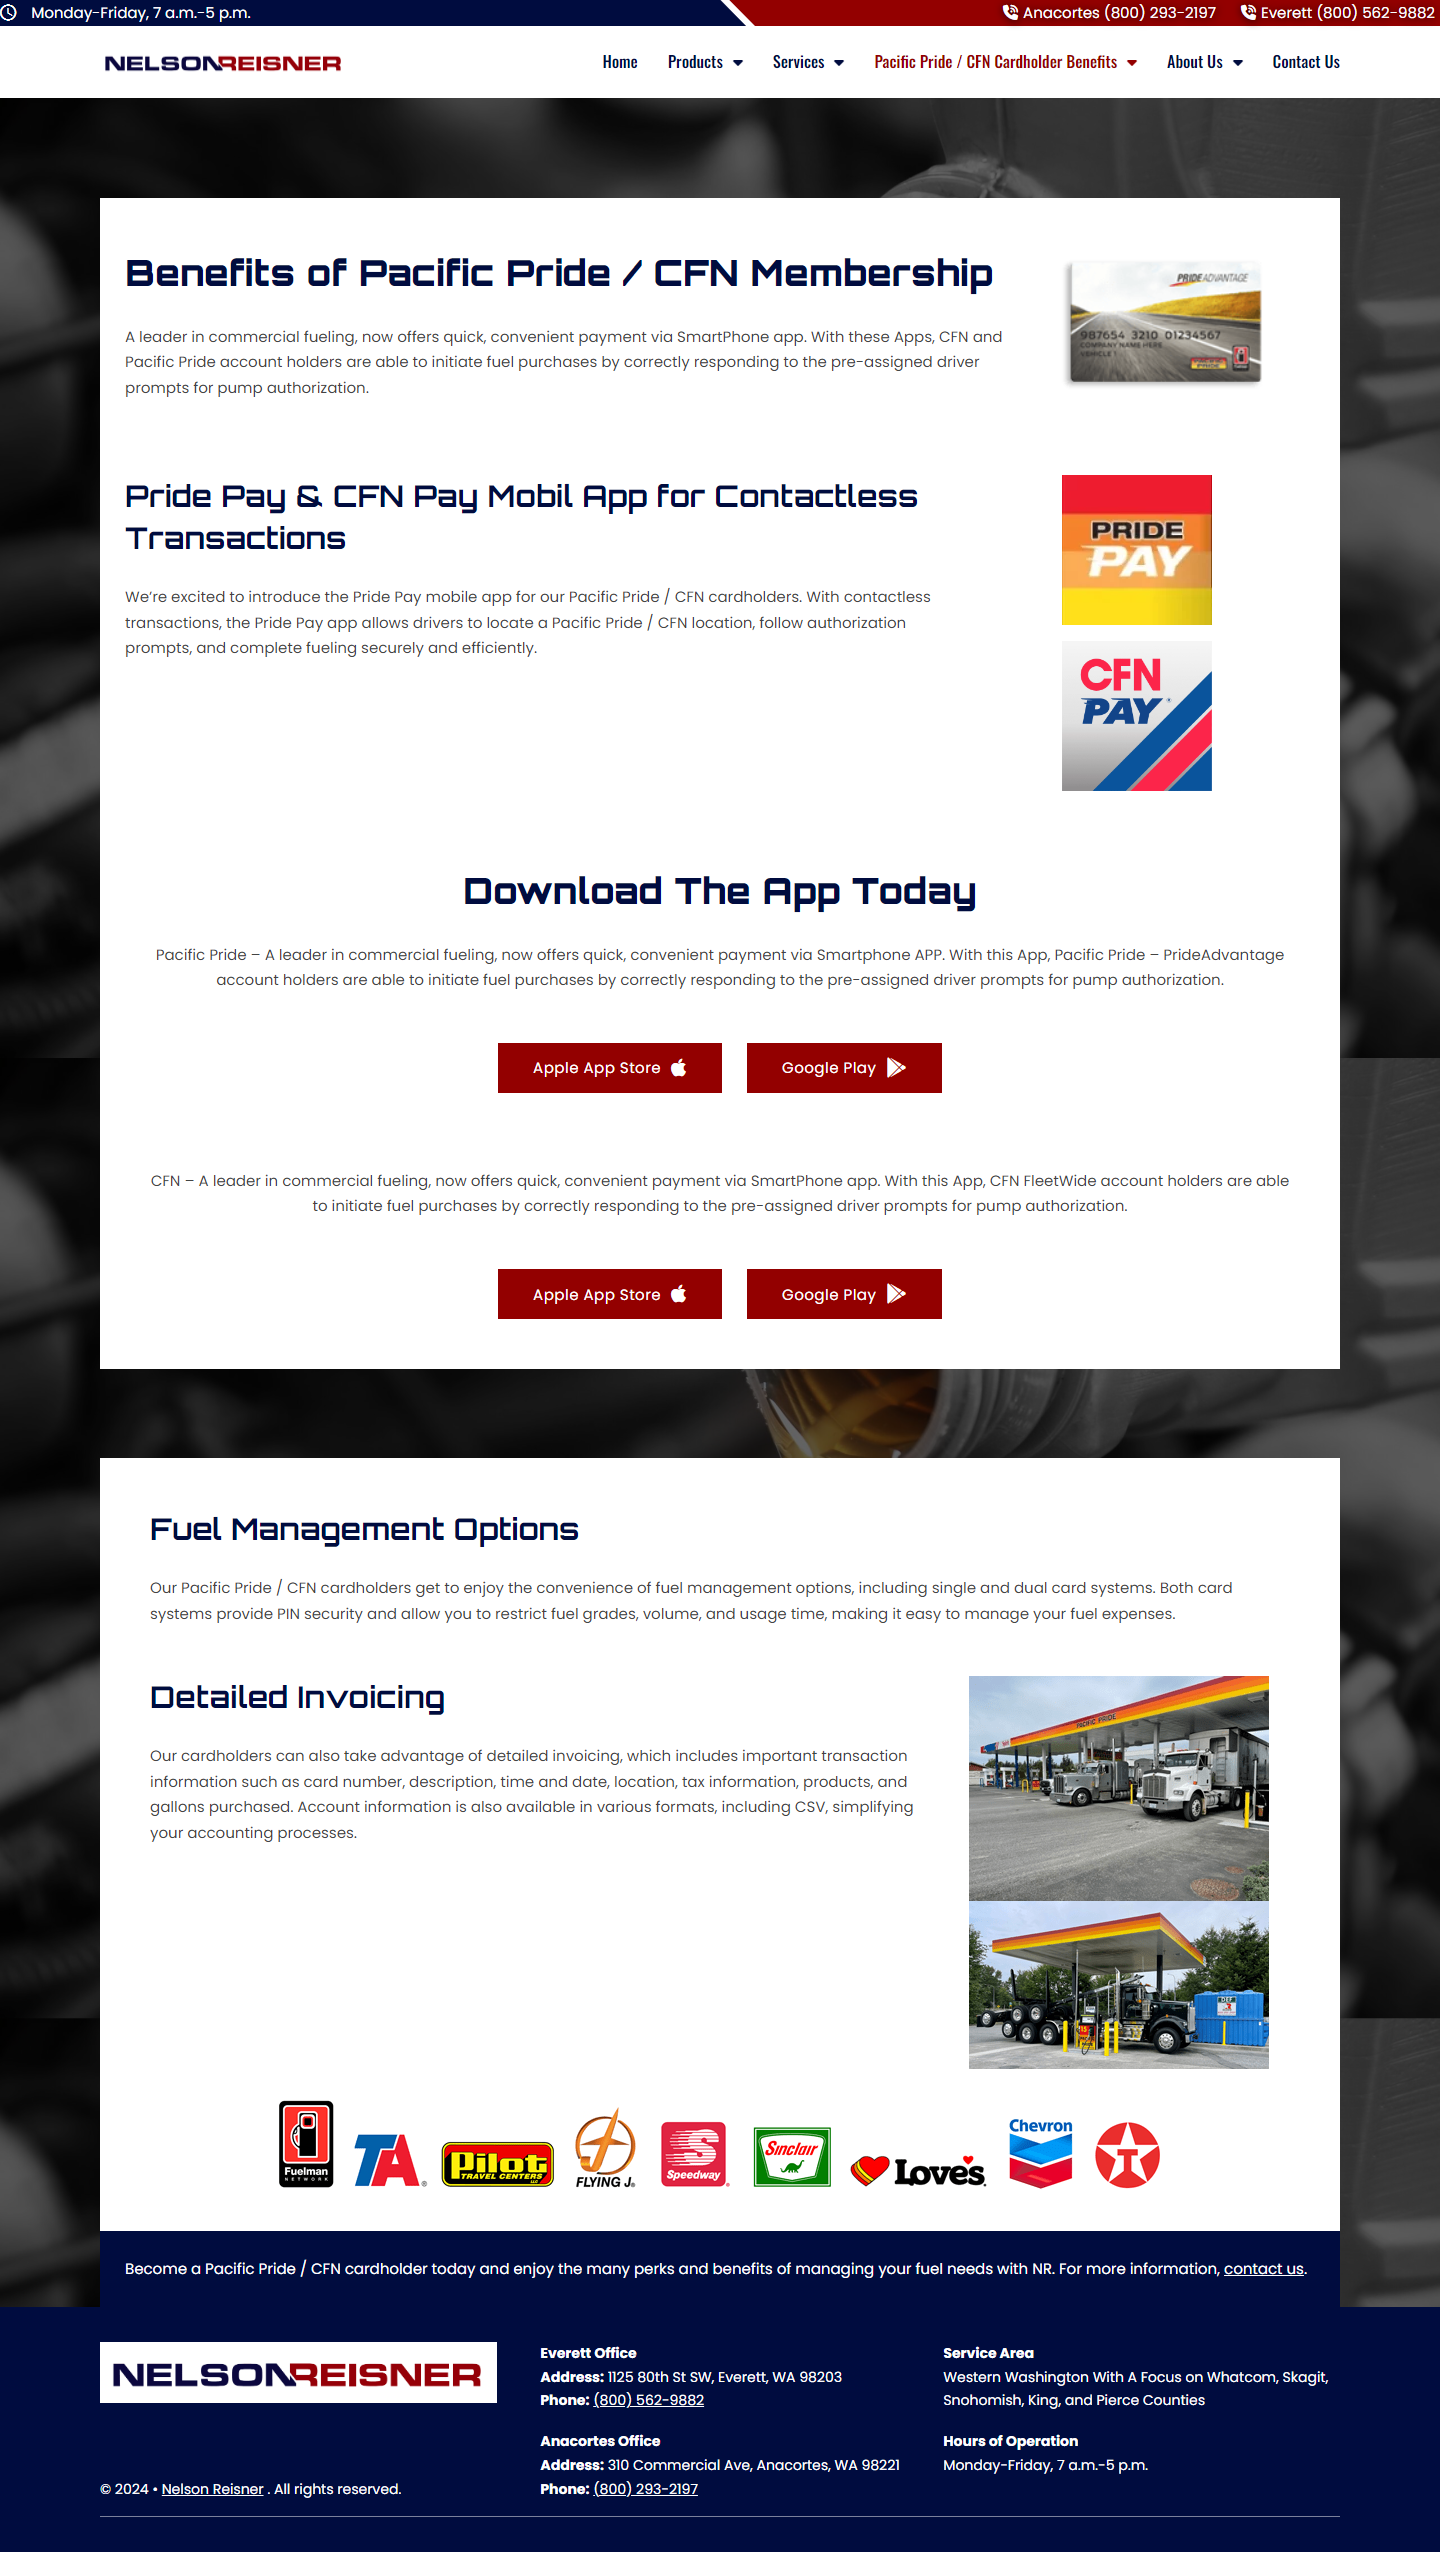 Monday-Friday, 7 a.m.-5 p.m.
Anacortes (800) 293-2197
Everett (800) 562-9882
NELSONREISNER
Home
Products
Services
Pacific Pride / CFN Cardholder Benefits
About Us
Contact Us
Benefits of Pacific Pride / CFN Membership
A leader in commercial fueling, now offers quick, convenient payment via SmartPhone app. With these Apps, CFN and
Pacific Pride account holders are able to initiate fuel purchases by correctly responding to the pre-assigned driver
prompts for pump authorization.
PRIDEADVANTAGE
987654 3210 01234567
COMPANY NAME HERE
VEHICLE 1
Pride Pay & CFN Pay Mobil App for Contactless
Transactions
We're excited to introduce the Pride Pay mobile app for our Pacific Pride / CFN cardholders. With contactless
transactions, the Pride Pay app allows drivers to locate a Pacific Pride / CFN location, follow authorization
prompts, and complete fueling securely and efficiently.
PRIDE
PAY
CFN
PAY
Download The App Today
Pacific Pride – A leader in commercial fueling, now offers quick, convenient payment via Smartphone APP. With this App, Pacific Pride – PrideAdvantage
account holders are able to initiate fuel purchases by correctly responding to the pre-assigned driver prompts for pump authorization.
Apple App Store
Google Play
CFN – A leader in commercial fueling, now offers quick, convenient payment via SmartPhone app. With this App, CFN FleetWide account holders are able
to initiate fuel purchases by correctly responding to the pre-assigned driver prompts for pump authorization.
Apple App Store
Google Play
Fuel Management Options
Our Pacific Pride / CFN cardholders get to enjoy the convenience of fuel management options, including single and dual card systems. Both card
systems provide PIN security and allow you to restrict fuel grades, volume, and usage time, making it easy to manage your fuel expenses.
Detailed Invoicing
Our cardholders can also take advantage of detailed invoicing, which includes important transaction
information such as card number, description, time and date, location, tax information, products, and
gallons purchased. Account information is also available in various formats, including CSV, simplifying
your accounting processes.
PACIFIC PRIDE
DEF
Fuelman
NETWORK
TA
Pilot
TRAVEL CENTERS
LLC
FLYING J
Speedway
Sinclair
Love's
Chevron
T
Become a Pacific Pride / CFN cardholder today and enjoy the many perks and benefits of managing your fuel needs with NR. For more information, contact us.
NELSONREISNER
© 2024 • Nelson Reisner . All rights reserved.
Everett Office
Address: 1125 80th St SW, Everett, WA 98203
Phone: (800) 562-9882
Anacortes Office
Address: 310 Commercial Ave, Anacortes, WA 98221
Phone: (800) 293-2197
Service Area
Western Washington With A Focus on Whatcom, Skagit,
Snohomish, King, and Pierce Counties
Hours of Operation
Monday-Friday, 7 a.m.-5 p.m.